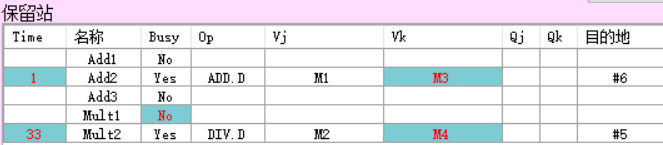 保留站
Time 名称 Busy Op Vj Vk Qj Qk 目的地
Add1 No
1 Add2 Yes ADD.D M1 M3 #6
Add3 No
Mult1 No
33 Mult2 Yes DIV.D M2 M4 #5